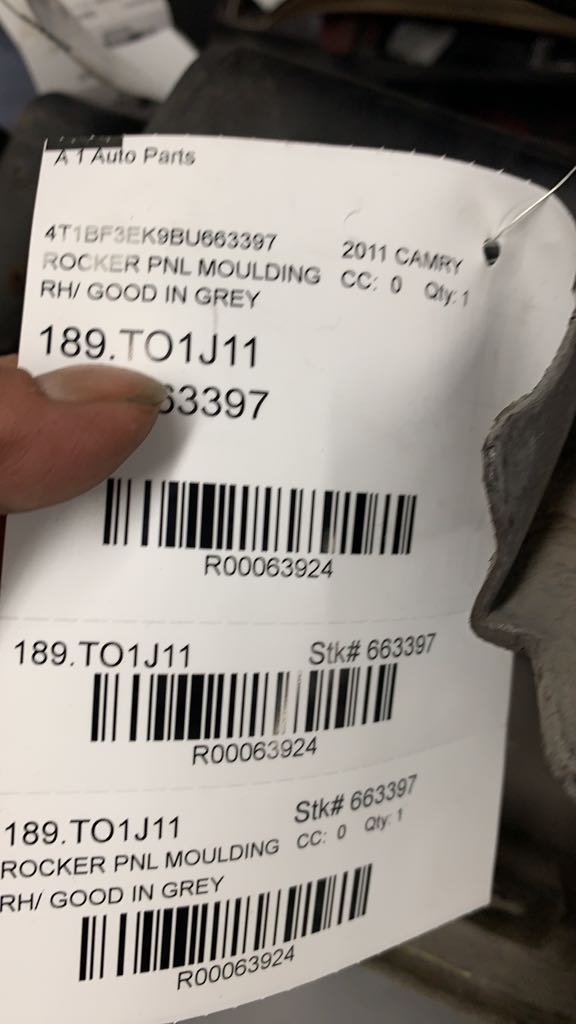 A 1 Auto Parts
4T1BF3EK9BU663397
2011 CAMRY
ROCKER PNL MOULDING
CC: 0 Qty: 1
RH/ GOOD IN GREY
189.TO1J11
63397
R00063924
189.TO1J11 Stk# 663397
R00063924
189.TO1J11 Stk# 663397
ROCKER PNL MOULDING CC: 0 Qty: 1
RH/ GOOD IN GREY
R00063924